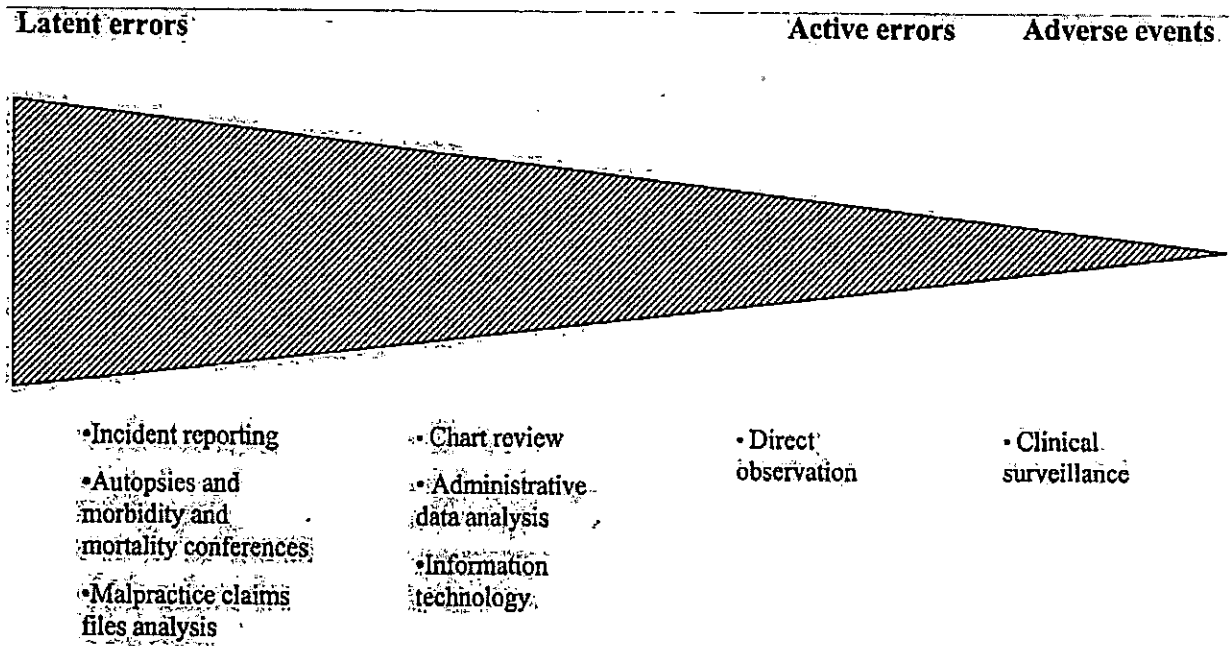 Latent errors Active errors Adverse events
•Incident reporting
•Autopsies and
morbidity and
mortality conferences
•Malpractice claims
files analysis
• Chart review
• Administrative
data analysis
•Information
technology
• Direct
observation
• Clinical
surveillance